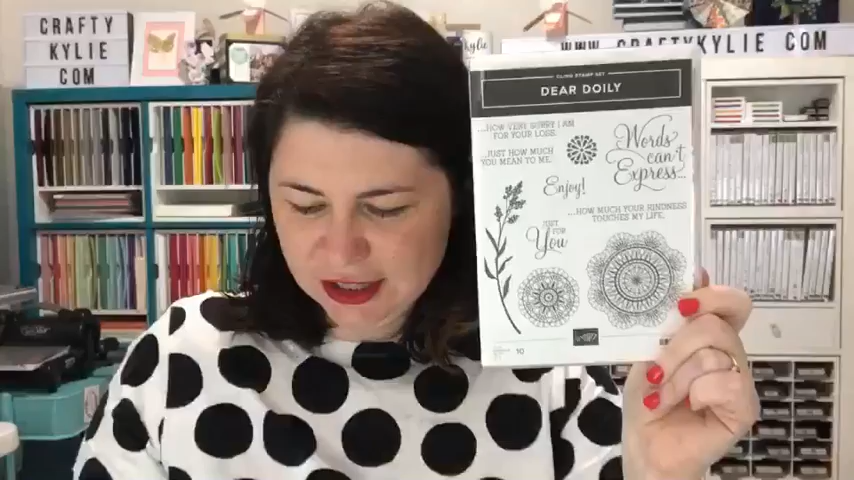 CRAFTY
KYLIE
.COM
WWW. CRAFTYKYLIE COM
CLING STAMP SET
DEAR DOILY
...HOW VERY SORRY I AM
FOR YOUR LOSS.
...JUST HOW MUCH
YOU MEAN TO ME.
Words
can't
Express...
Enjoy!
...HOW MUCH YOUR KINDNESS
TOUCHES MY LIFE.
JUST
FOR
You
10